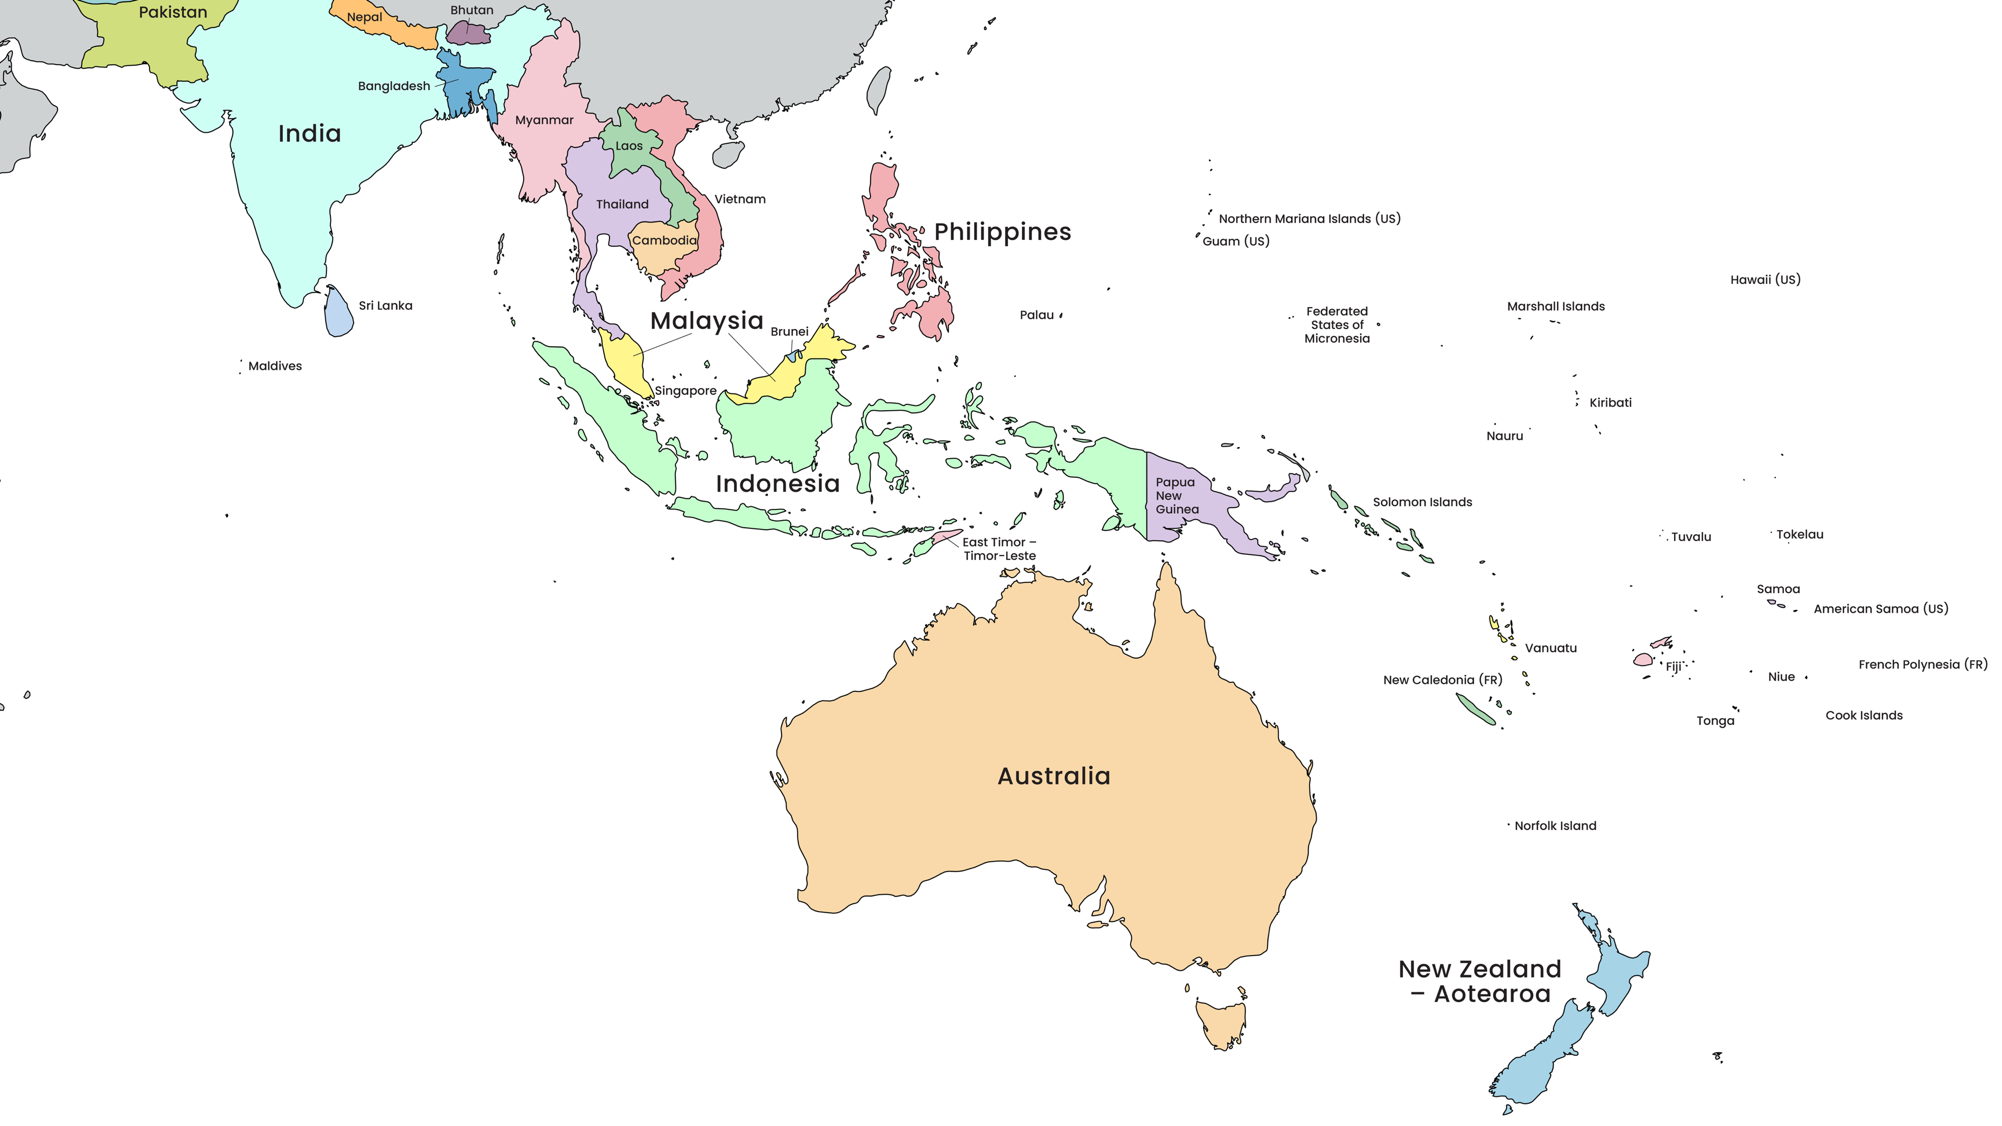 Pakistan
Nepal
Bhutan
Bangladesh
India
Myanmar
Laos
Vietnam
Thailand
Cambodia
Philippines
Northern Mariana Islands (US)
Guam (US)
Hawaii (US)
Sri Lanka
Malaysia
Brunei
Palau
Federated
States of
Micronesia
Marshall Islands
Maldives
Singapore
Kiribati
Nauru
Indonesia
Papua
New
Guinea
Solomon Islands
East Timor –
Timor-Leste
Tuvalu
Tokelau
Samoa
American Samoa (US)
Vanuatu
Fiji
French Polynesia (FR)
New Caledonia (FR)
Niue
Tonga
Cook Islands
Australia
Norfolk Island
New Zealand
– Aotearoa